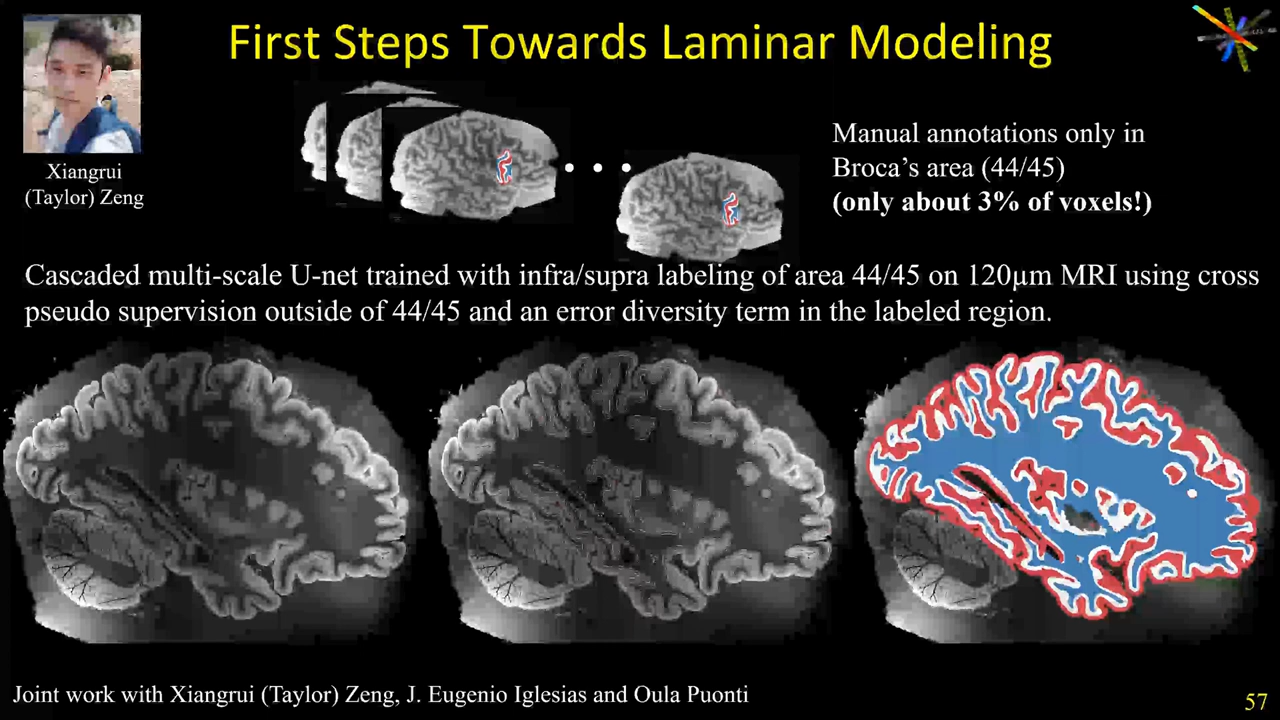 First Steps Towards Laminar Modeling
Xiangrui
(Taylor) Zeng
Manual annotations only in
Broca's area (44/45)
(only about 3% of voxels!)
Cascaded multi-scale U-net trained with infra/supra labeling of area 44/45 on 120µm MRI using cross
pseudo supervision outside of 44/45 and an error diversity term in the labeled region.
Joint work with Xiangrui (Taylor) Zeng, J. Eugenio Iglesias and Oula Puonti
57